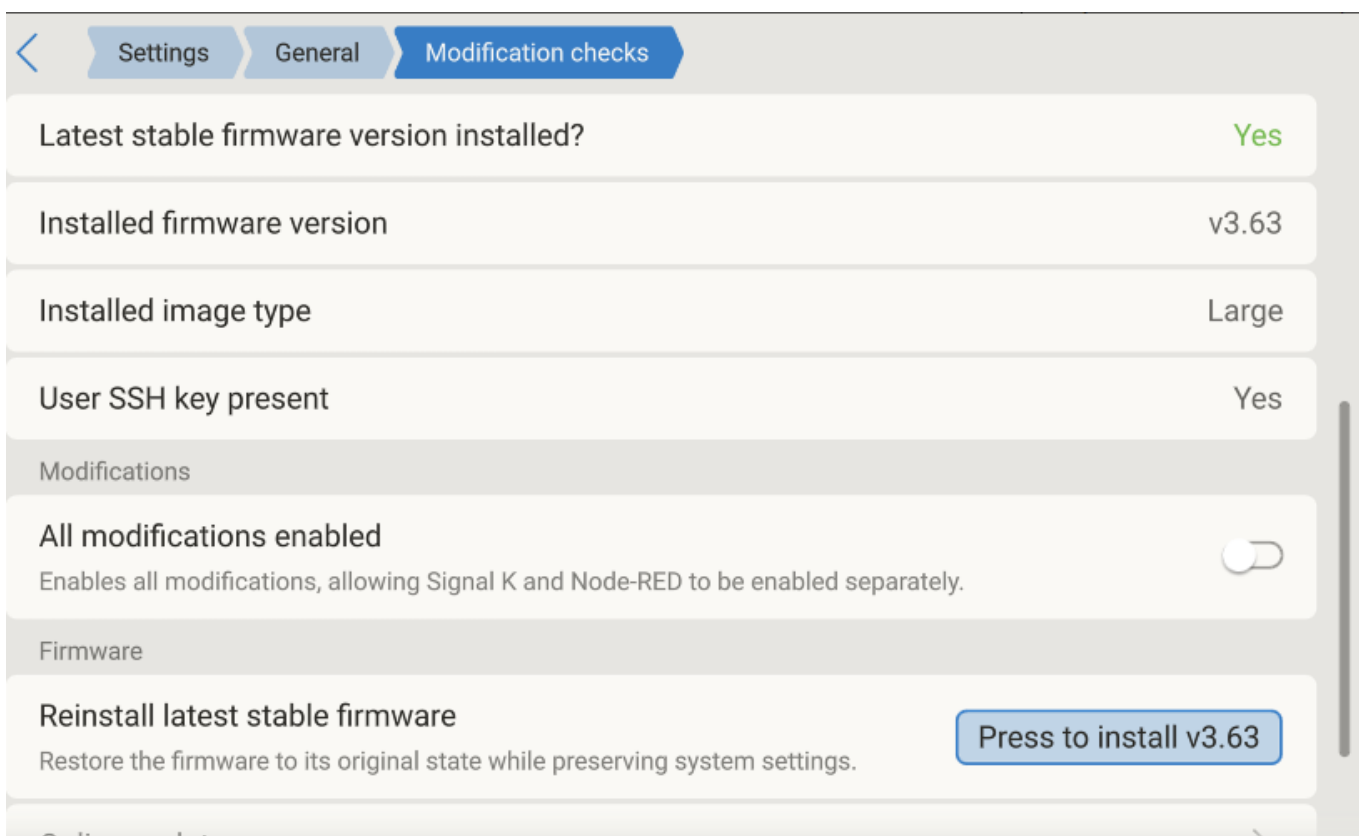 Settings
General
Modification checks
Latest stable firmware version installed?
Yes
Installed firmware version
v3.63
Installed image type
Large
User SSH key present
Yes
Modifications
All modifications enabled
Enables all modifications, allowing Signal K and Node-RED to be enabled separately.
Firmware
Reinstall latest stable firmware
Press to install v3.63
Restore the firmware to its original state while preserving system settings.